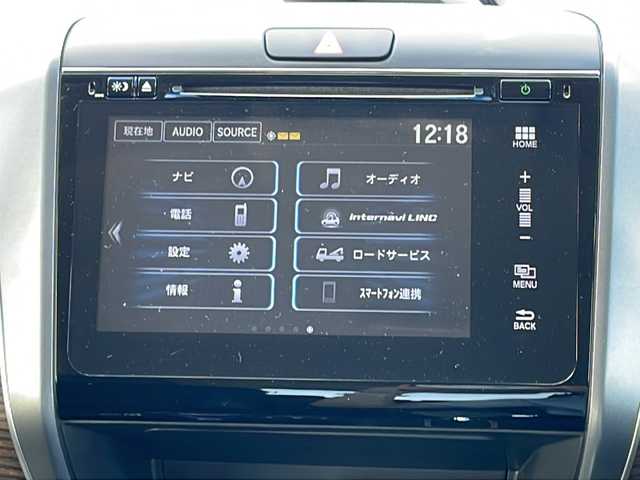 現在地 AUDIO SOURCE 12:18
ナビ オーディオ
電話 Internavi LINC
設定 ロードサービス
情報 スマートフォン連携
HOME
+
VOL
-
MENU
BACK